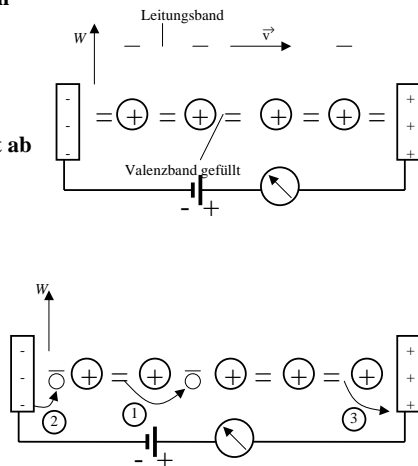 Leitungsband
W
v
t ab
Valenzband gefüllt
- +
W
2
1
3
- +